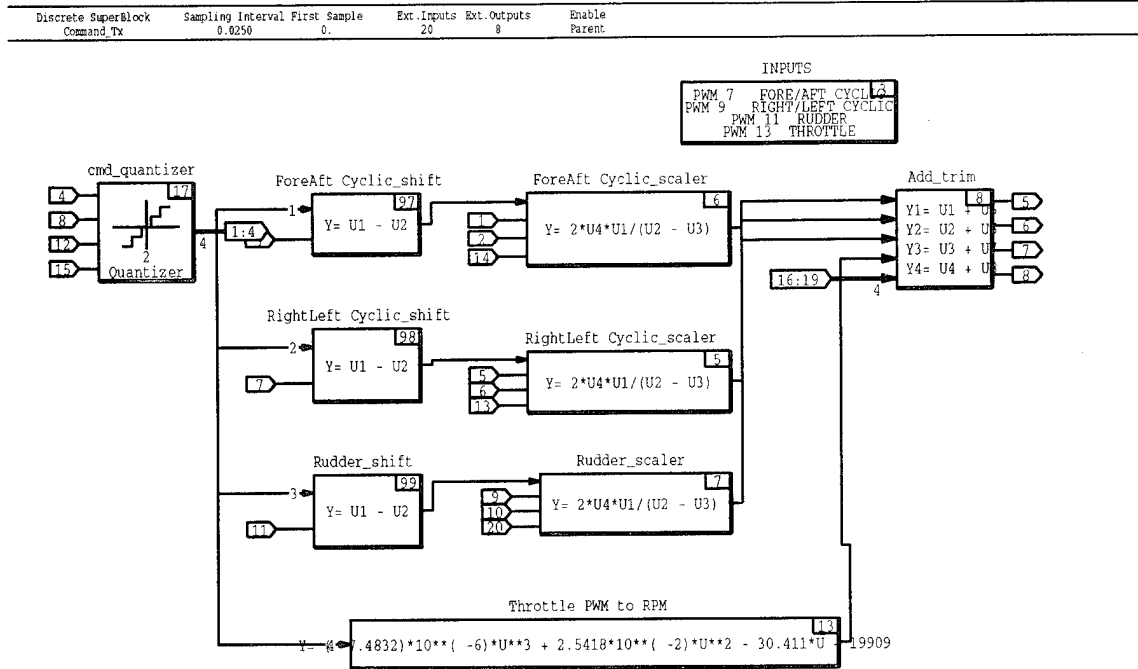 Discrete SuperBlock Sampling Interval First Sample Ext.Inputs Ext.Outputs Enable
Command_Tx 0.0250 0. 20 8 Parent
INPUTS
3
PWM 7 FORE/AFT CYCLIC
PWM 9 RIGHT/LEFT CYCLIC
PWM 11 RUDDER
PWM 13 THROTTLE
cmd_quantizer
17
4
8
12
15
2
Quantizer
4
1:4
ForeAft Cyclic_shift
97
1
Y= U1 - U2
ForeAft Cyclic_scaler
6
1
2
14
Y= 2*U4*U1/(U2 - U3)
Add_trim
8
Y1= U1 +
Y2= U2 +
Y3= U3 +
Y4= U4 +
5
6
7
8
16:19
4
RightLeft Cyclic_shift
98
2
Y= U1 - U2
7
RightLeft Cyclic_scaler
5
5
6
13
Y= 2*U4*U1/(U2 - U3)
Rudder_shift
99
3
Y= U1 - U2
11
Rudder_scaler
7
9
10
20
Y= 2*U4*U1/(U2 - U3)
Throttle PWM to RPM
13
Y= 7.4832)*10**( -6)*U**3 + 2.5418*10**( -2)*U**2 - 30.411*U 19909